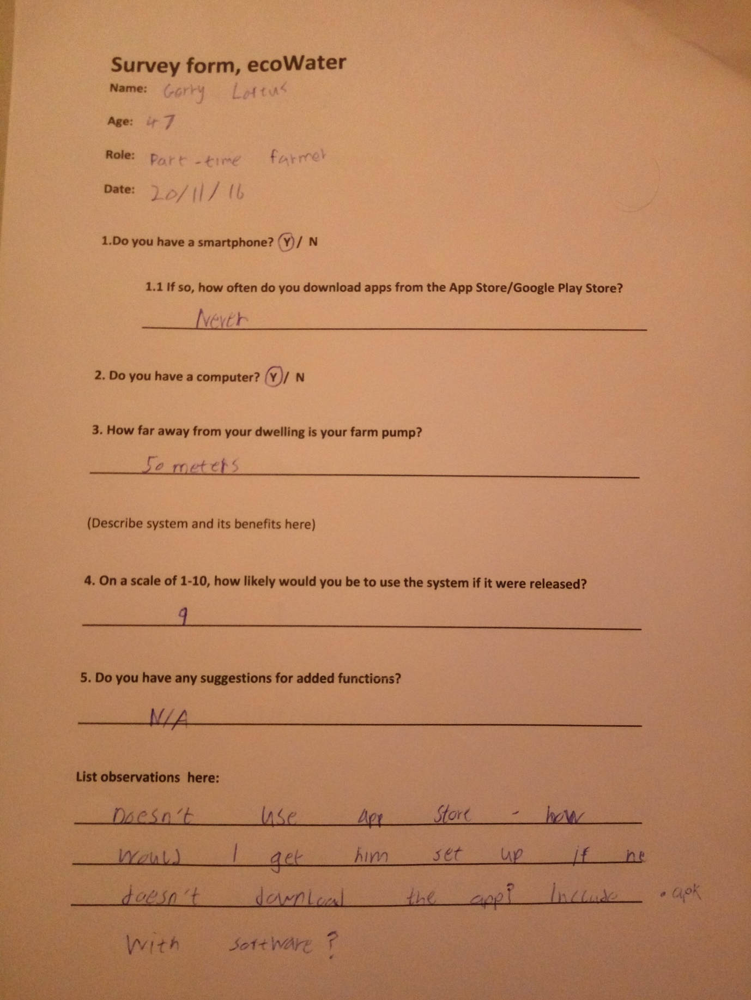 Survey form, ecoWater
Name: Gerry Loftus
Age: 47
Role: Part-time farmer
Date: 20/11/16
1.Do you have a smartphone? Y/ N
1.1 If so, how often do you download apps from the App Store/Google Play Store?
Never
2. Do you have a computer? Y/ N
3. How far away from your dwelling is your farm pump?
50 meters
(Describe system and its benefits here)
4. On a scale of 1-10, how likely would you be to use the system if it were released?
9
5. Do you have any suggestions for added functions?
N/A
List observations here:
Doesn't use app store - how
would I get him set up if he
doesn't download the app? Include .apk
with software?